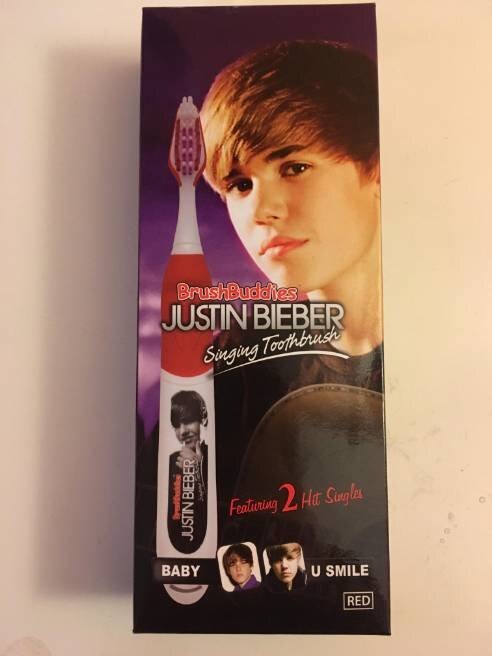 BrushBuddies
JUSTIN BIEBER
Singing Toothbrush
BrushBuddies
JUSTIN BIEBER
Featuring 2 Hit Singles
BABY
U SMILE
RED